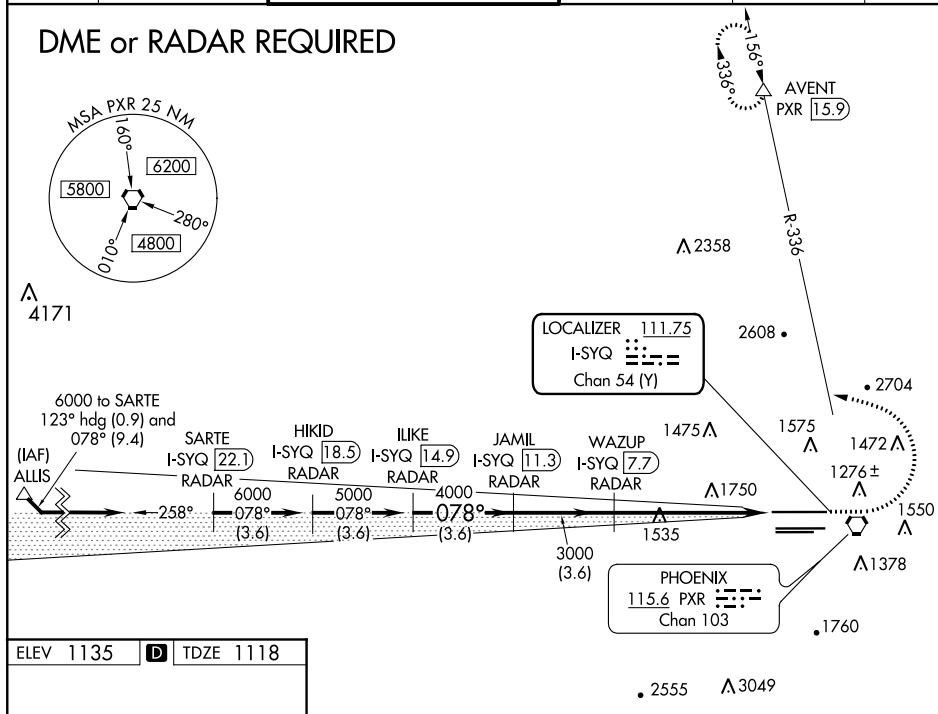 DME or RADAR REQUIRED
MSA PXR 25 NM
160°
6200
5800
280°
4800
010°
4171
156°
336°
AVENT
PXR 15.9
R-336
2358
LOCALIZER 111.75
I-SYQ
Chan 54 (Y)
2608
2704
6000 to SARTE
123° hdg (0.9) and
078° (9.4)
(IAF)
ALLIS
SARTE
I-SYQ 22.1
RADAR
HIKID
I-SYQ 18.5
RADAR
ILIKE
I-SYQ 14.9
RADAR
JAMIL
I-SYQ 11.3
RADAR
WAZUP
I-SYQ 7.7
RADAR
1475
1575
1472
1276 ±
1750
1550
258°
6000
078°
(3.6)
5000
078°
(3.6)
4000
078°
(3.6)
3000
(3.6)
1535
1378
PHOENIX
115.6 PXR
Chan 103
1760
2555
3049
ELEV 1135 D TDZE 1118